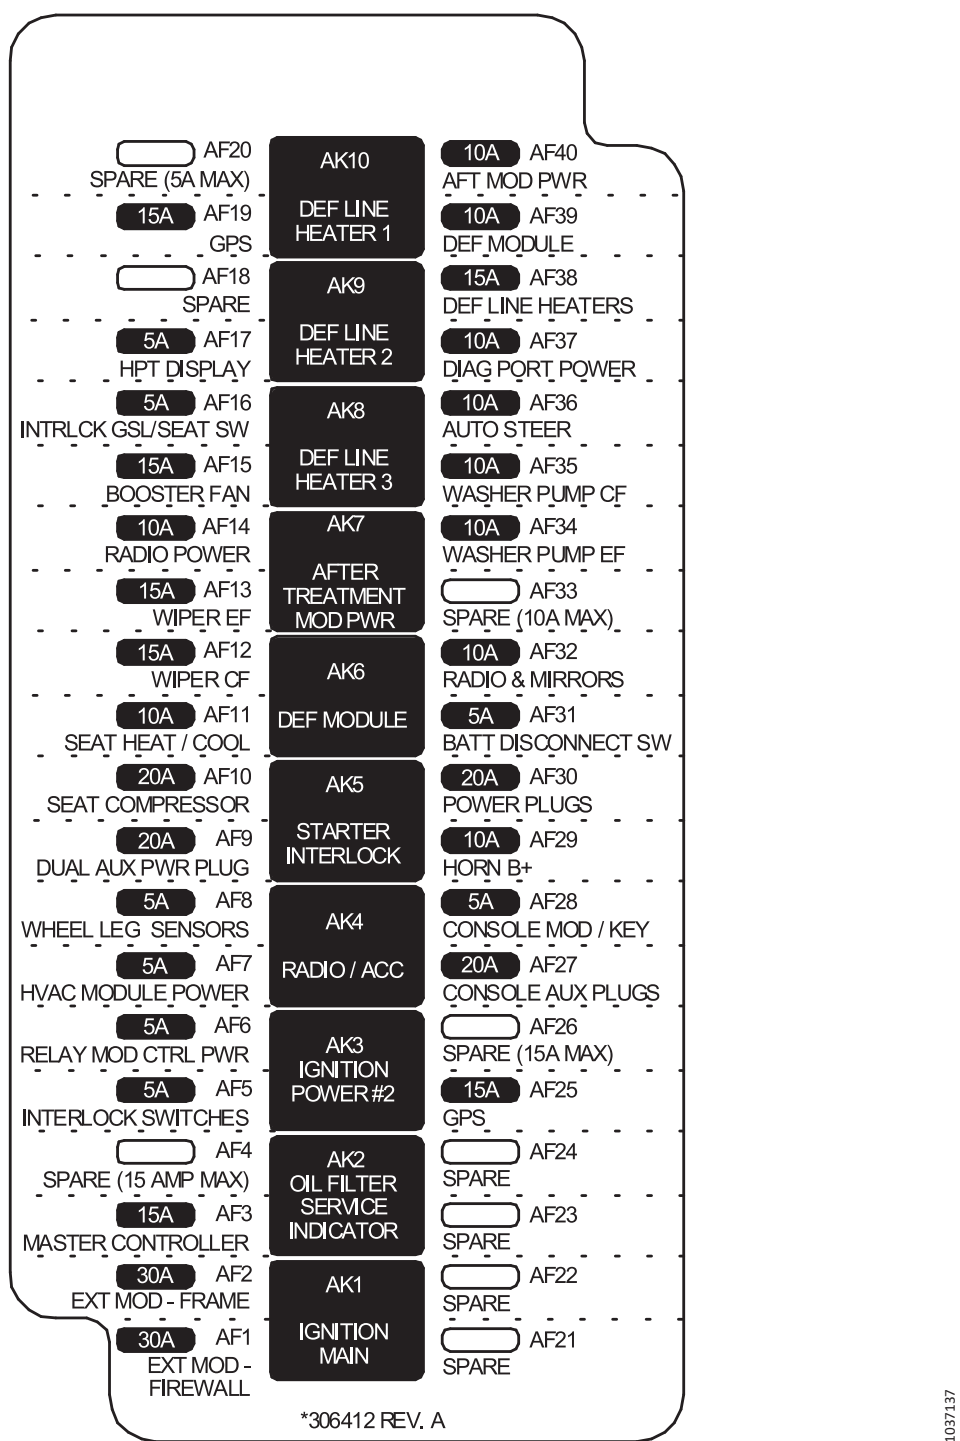 AF20
SPARE (5A MAX)
15A AF19
GPS
AF18
SPARE
5A AF17
HPT DISPLAY
5A AF16
INTRLCK GSL/SEAT SW
15A AF15
BOOSTER FAN
10A AF14
RADIO POWER
15A AF13
WIPER EF
15A AF12
WIPER CF
10A AF11
SEAT HEAT / COOL
20A AF10
SEAT COMPRESSOR
20A AF9
DUAL AUX PWR PLUG
5A AF8
WHEEL LEG SENSORS
5A AF7
HVAC MODULE POWER
5A AF6
RELAY MOD CTRL PWR
5A AF5
INTERLOCK SWITCHES
AF4
SPARE (15 AMP MAX)
15A AF3
MASTER CONTROLLER
30A AF2
EXT MOD - FRAME
30A AF1
EXT MOD -
FIREWALL
AK10
DEF LINE
HEATER 1
AK9
DEF LINE
HEATER 2
AK8
DEF LINE
HEATER 3
AK7
AFTER
TREATMENT
MOD PWR
AK6
DEF MODULE
AK5
STARTER
INTERLOCK
AK4
RADIO / ACC
AK3
IGNITION
POWER #2
AK2
OIL FILTER
SERVICE
INDICATOR
AK1
IGNITION
MAIN
10A AF40
AFT MOD PWR
10A AF39
DEF MODULE
15A AF38
DEF LINE HEATERS
10A AF37
DIAG PORT POWER
10A AF36
AUTO STEER
10A AF35
WASHER PUMP CF
10A AF34
WASHER PUMP EF
AF33
SPARE (10A MAX)
10A AF32
RADIO & MIRRORS
5A AF31
BATT DISCONNECT SW
20A AF30
POWER PLUGS
10A AF29
HORN B+
5A AF28
CONSOLE MOD / KEY
20A AF27
CONSOLE AUX PLUGS
AF26
SPARE (15A MAX)
15A AF25
GPS
AF24
SPARE
AF23
SPARE
AF22
SPARE
AF21
SPARE
*306412 REV. A
1037137